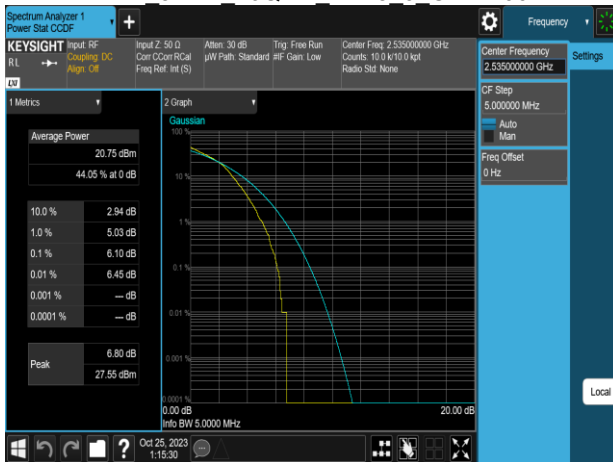 Spectrum Analyzer 1
Power Stat CCDF
Frequency
KEYSIGHT
Input: RF
Coupling: DC
Align: Off
RL
LXI
Input Z: 50 Ω
Corr CCorr RCal
Freq Ref: Int (S)
Atten: 30 dB
µW Path: Standard
Trig: Free Run
#IF Gain: Low
Center Freq: 2.535000000 GHz
Counts: 10.0 k/10.0 kpt
Radio Std: None
Center Frequency
2.535000000 GHz
Settings
CF Step
5.000000 MHz
Auto
Man
Freq Offset
0 Hz
1 Metrics
Average Power
20.75 dBm
44.05 % at 0 dB
10.0 % 2.94 dB
1.0 % 5.03 dB
0.1 % 6.10 dB
0.01 % 6.45 dB
0.001 % --- dB
0.0001 % --- dB
Peak
6.80 dB
27.55 dBm
2 Graph
Gaussian
100 %
10 %
1 %
0.1 %
0.01 %
0.001 %
0.0001 %
0.00 dB
20.00 dB
Info BW 5.0000 MHz
Local
?
Oct 25, 2023
1:15:30